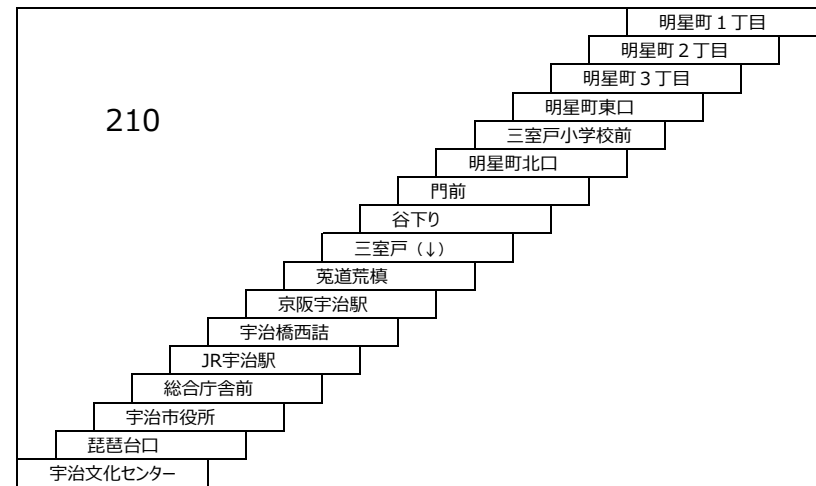 明星町１丁目
明星町２丁目
明星町３丁目
210
明星町東口
三室戸小学校前
明星町北口
門前
谷下り
三室戸（↓）
莵道荒槙
京阪宇治駅
宇治橋西詰
JR宇治駅
総合庁舎前
宇治市役所
琵琶台口
宇治文化センター